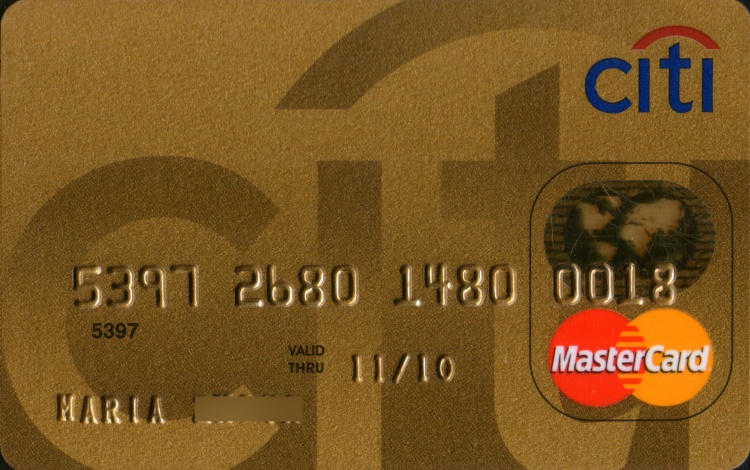 citi
5397 2680 1480 0018
5397
VALID THRU 11/10
MasterCard
MARIA